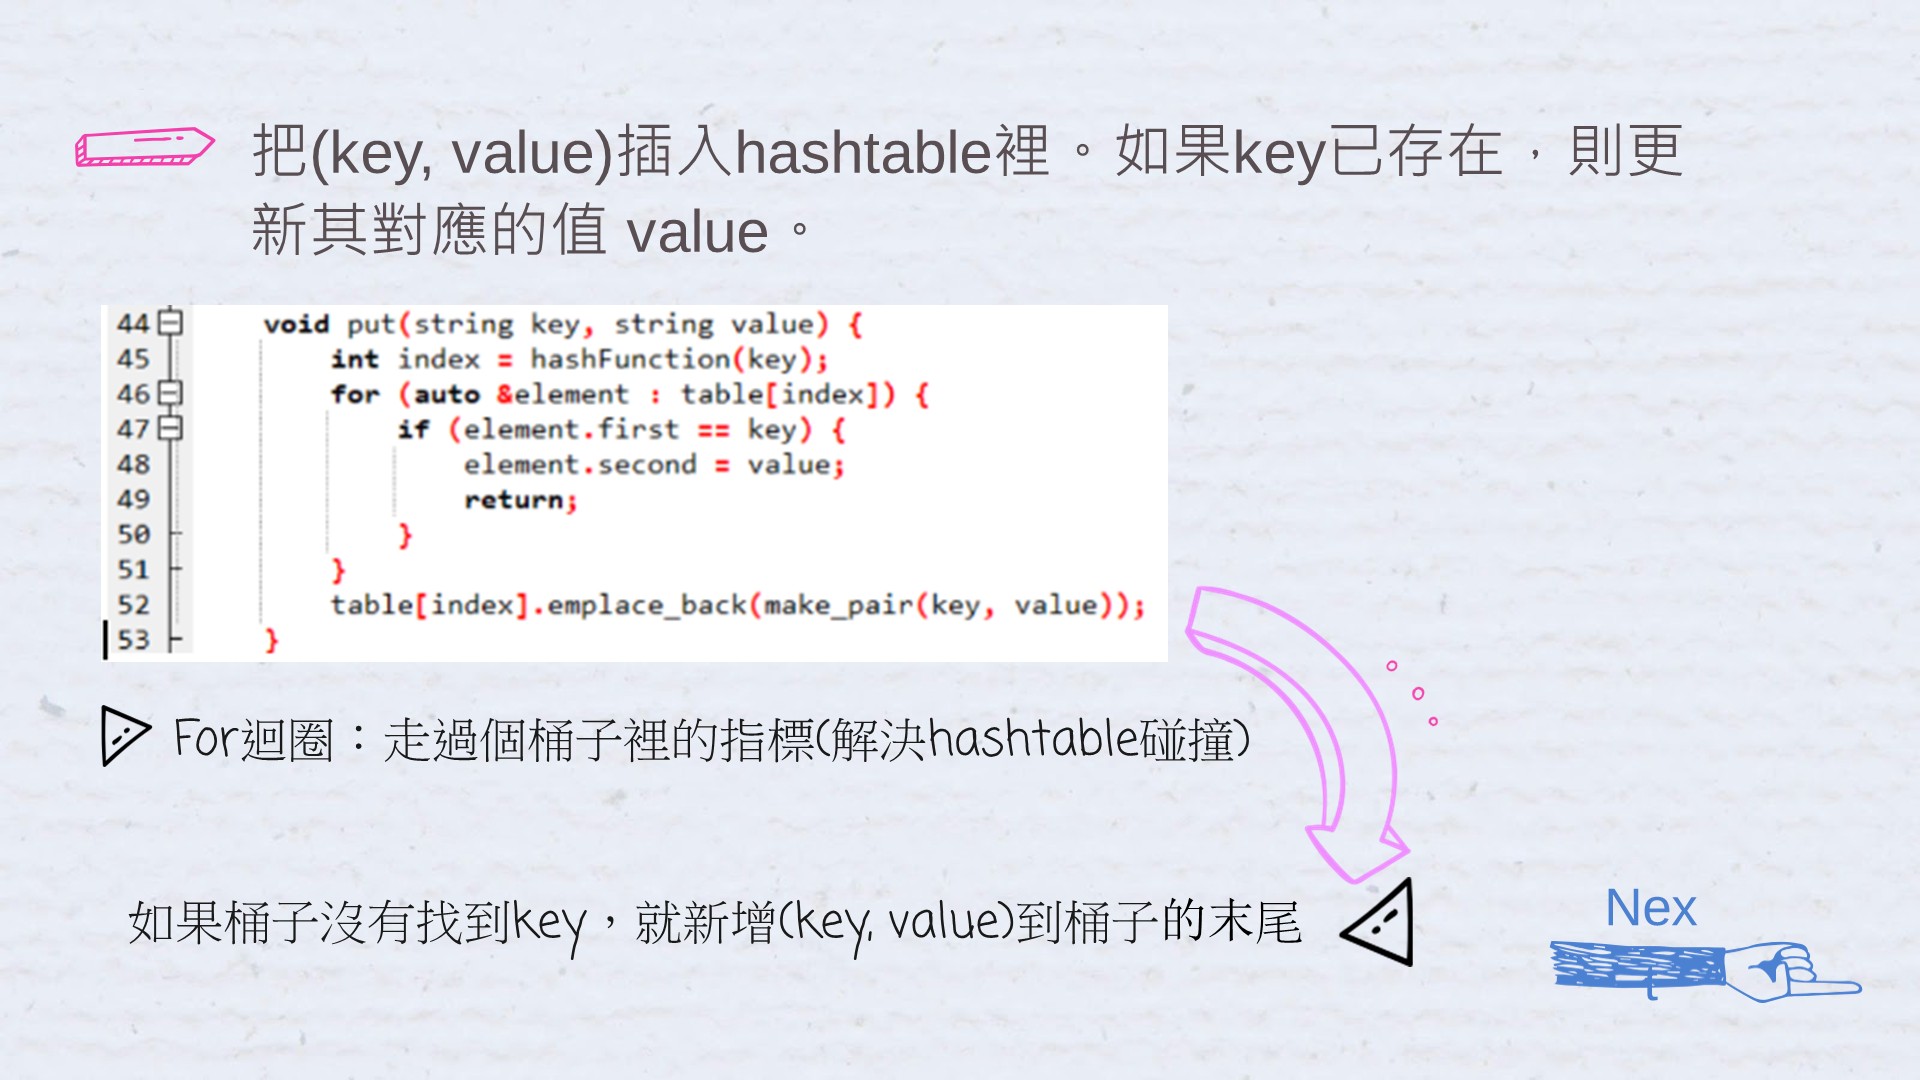 把(key, value)插入hashtable裡。如果key已存在，則更
新其對應的值 value。
44 void put(string key, string value) {
45 int index = hashFunction(key);
46 for (auto &element : table[index]) {
47 if (element.first == key) {
48 element.second = value;
49 return;
50 }
51 }
52 table[index].emplace_back(make_pair(key, value));
53 }
For迴圈：走過個桶子裡的指標(解決hashtable碰撞)
如果桶子沒有找到key，就新增(key, value)到桶子的末尾
Nex
t